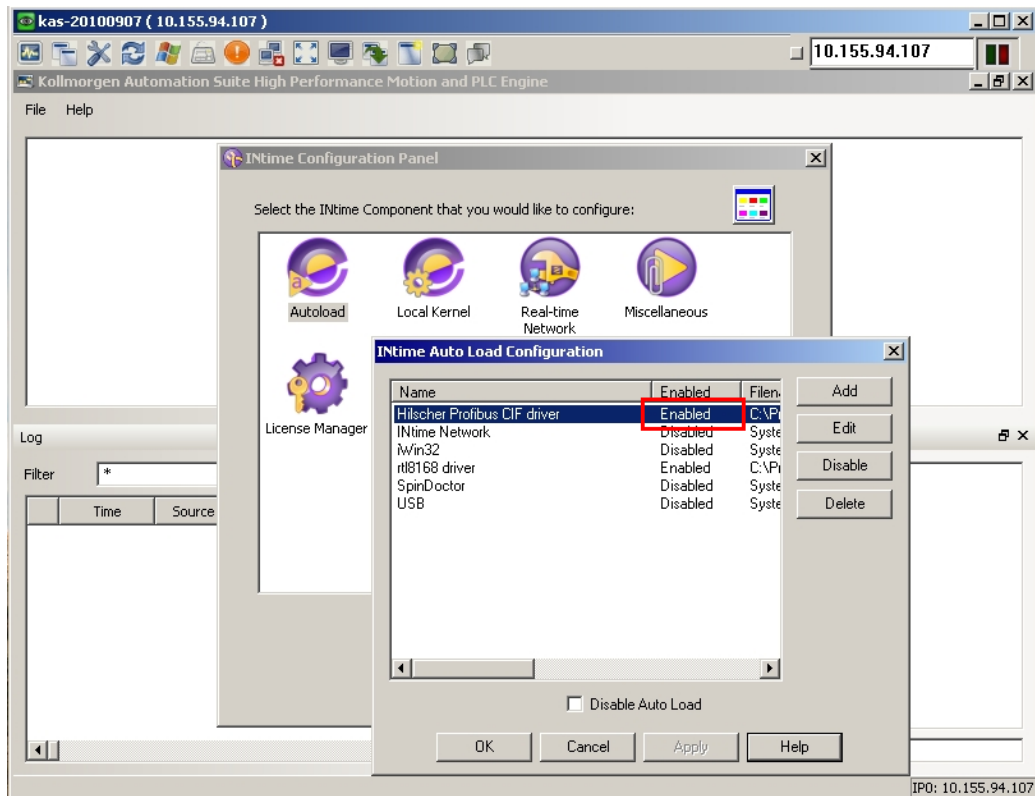 kas-20100907 ( 10.155.94.107 )
10.155.94.107
Kollmorgen Automation Suite High Performance Motion and PLC Engine
File Help
INtime Configuration Panel
Select the INtime Component that you would like to configure:
Autoload
Local Kernel
Real-time
Network
Miscellaneous
License Manager
INtime Auto Load Configuration
Name Enabled Filen
Hilscher Profibus CIF driver Enabled C:\P
INtime Network Disabled Syste
iWin32 Disabled Syste
rtl8168 driver Enabled C:\P
SpinDoctor Disabled Syste
USB Disabled Syste
Add
Edit
Disable
Delete
Disable Auto Load
OK Cancel Apply Help
Log
Filter *
Time Source
IP0: 10.155.94.107